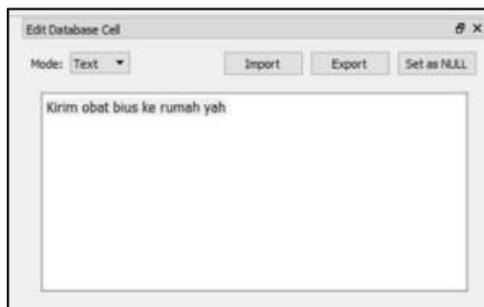 Edit Database Cell
Mode: Text Import Export Set as NULL
Kirim obat bius ke rumah yah